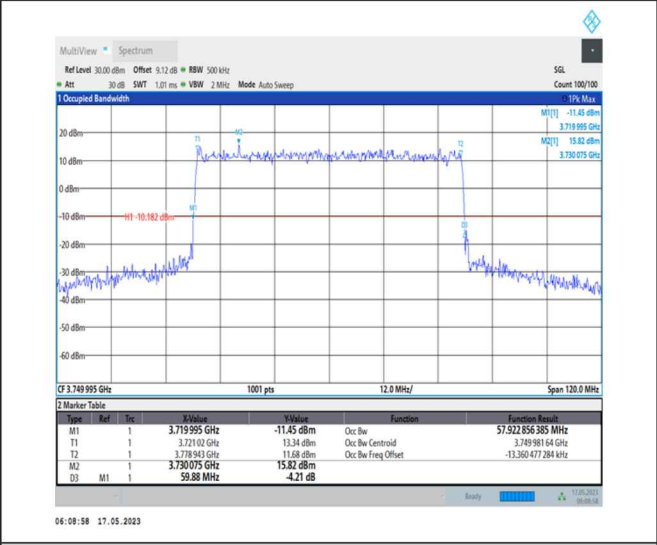 MultiView Spectrum
Ref Level 30.00 dBm Offset 9.12 dB RBW 500 kHz SGL
Att 30 dB SWT 1.01 ms VBW 2 MHz Mode Auto Sweep Count 100/100
1 Occupied Bandwidth 1Pk Max
M1[1] -11.45 dBm
3.719 995 GHz
M2[1] 15.82 dBm
3.730 075 GHz
20 dBm
T1
M2
T2
10 dBm
0 dBm
M1
-10 dBm
H1 -10.182 dBm
D3
-20 dBm
-30 dBm
-40 dBm
-50 dBm
-60 dBm
CF 3.749 995 GHz 1001 pts 12.0 MHz/ Span 120.0 MHz
2 Marker Table
Type Ref Trc X-Value Y-Value Function Function Result
M1 1 3.719 995 GHz -11.45 dBm Occ Bw 57.922 856 385 MHz
T1 1 3.721 02 GHz 13.34 dBm Occ Bw Centroid 3.749 981 64 GHz
T2 1 3.778 943 GHz 11.68 dBm Occ Bw Freq Offset -13.360 477 284 kHz
M2 1 3.730 075 GHz 15.82 dBm
D3 M1 1 59.88 MHz -4.21 dB
Ready 17.05.2023
06:08:58
06:08:58 17.05.2023